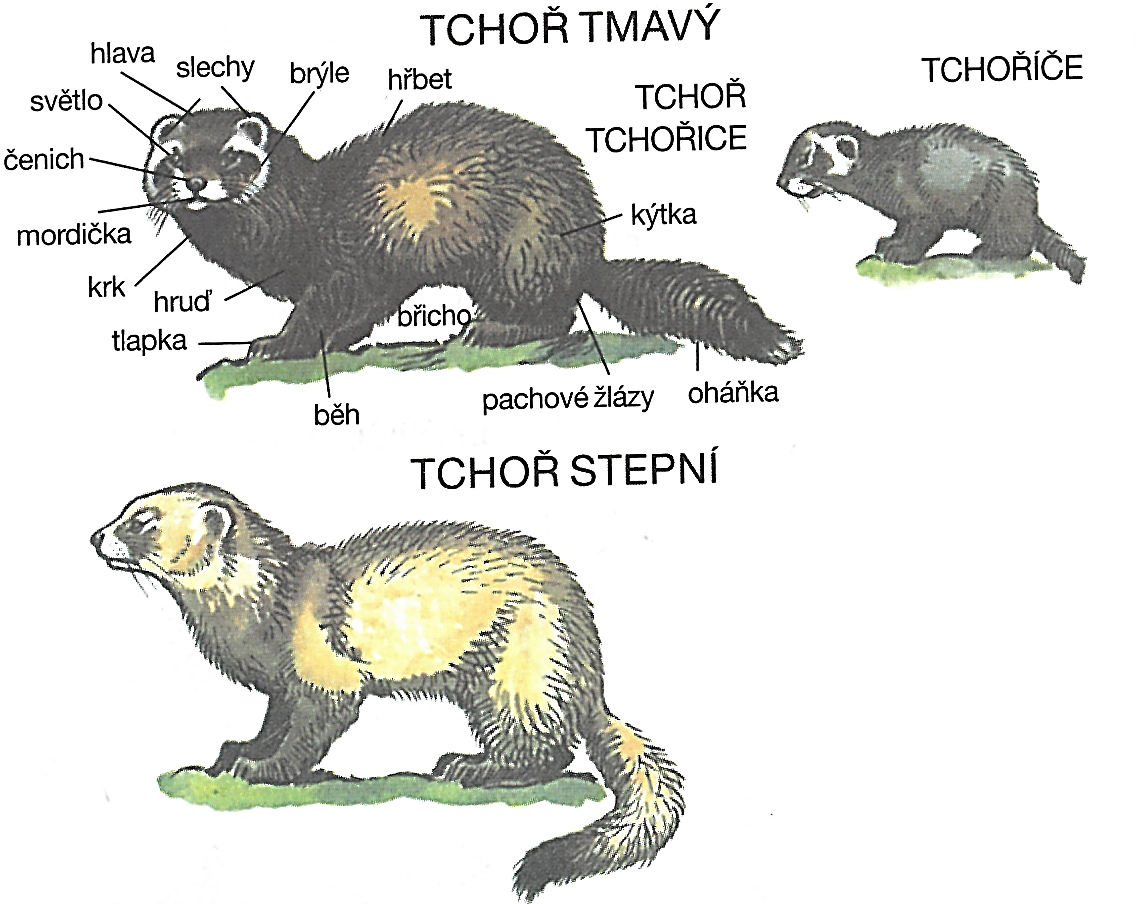 TCHOŘ TMAVÝ
hlava
slechy
brýle
hřbet
světlo
čenich
mordička
krk
hruď
tlapka
běh
břicho
kýtka
pachové žlázy
oháňka
TCHOŘ
TCHOŘICE
TCHOŘÍČE
TCHOŘ STEPNÍ